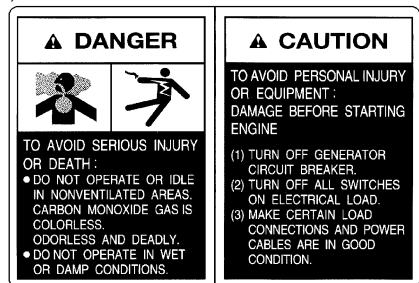 DANGER
TO AVOID SERIOUS INJURY
OR DEATH :
● DO NOT OPERATE OR IDLE
IN NONVENTILATED AREAS.
CARBON MONOXIDE GAS IS
COLORLESS.
ODORLESS AND DEADLY.
● DO NOT OPERATE IN WET
OR DAMP CONDITIONS.
CAUTION
TO AVOID PERSONAL INJURY
OR EQUIPMENT :
DAMAGE BEFORE STARTING
ENGINE
(1) TURN OFF GENERATOR
CIRCUIT BREAKER.
(2) TURN OFF ALL SWITCHES
ON ELECTRICAL LOAD.
(3) MAKE CERTAIN LOAD
CONNECTIONS AND POWER
CABLES ARE IN GOOD
CONDITION.